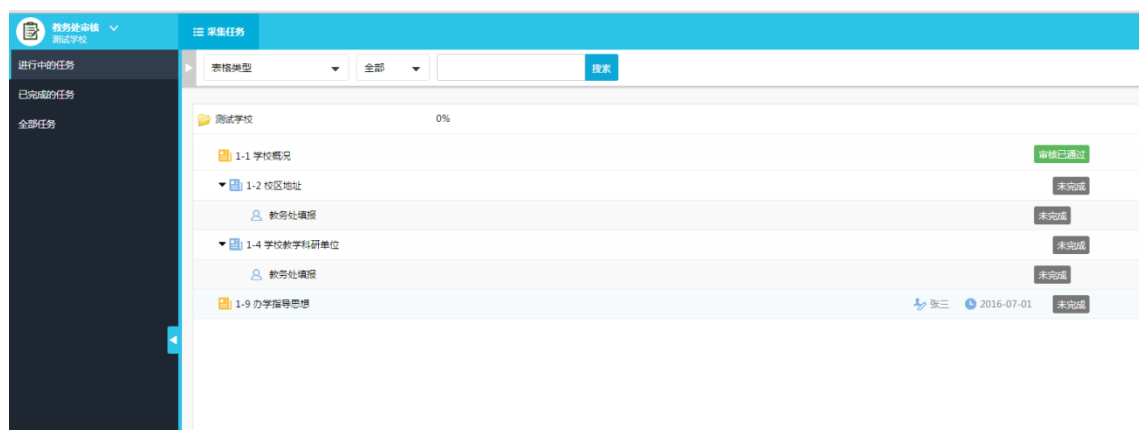 教务处审核
测试学校
采集任务
进行中的任务
已完成的任务
全部任务
表格类型 全部 搜索
测试学校 0%
1-1 学校概况 审核已通过
1-2 校区地址 未完成
教务处填报 未完成
1-4 学校教学科研单位 未完成
教务处填报 未完成
1-9 办学指导思想 张三 2016-07-01 未完成